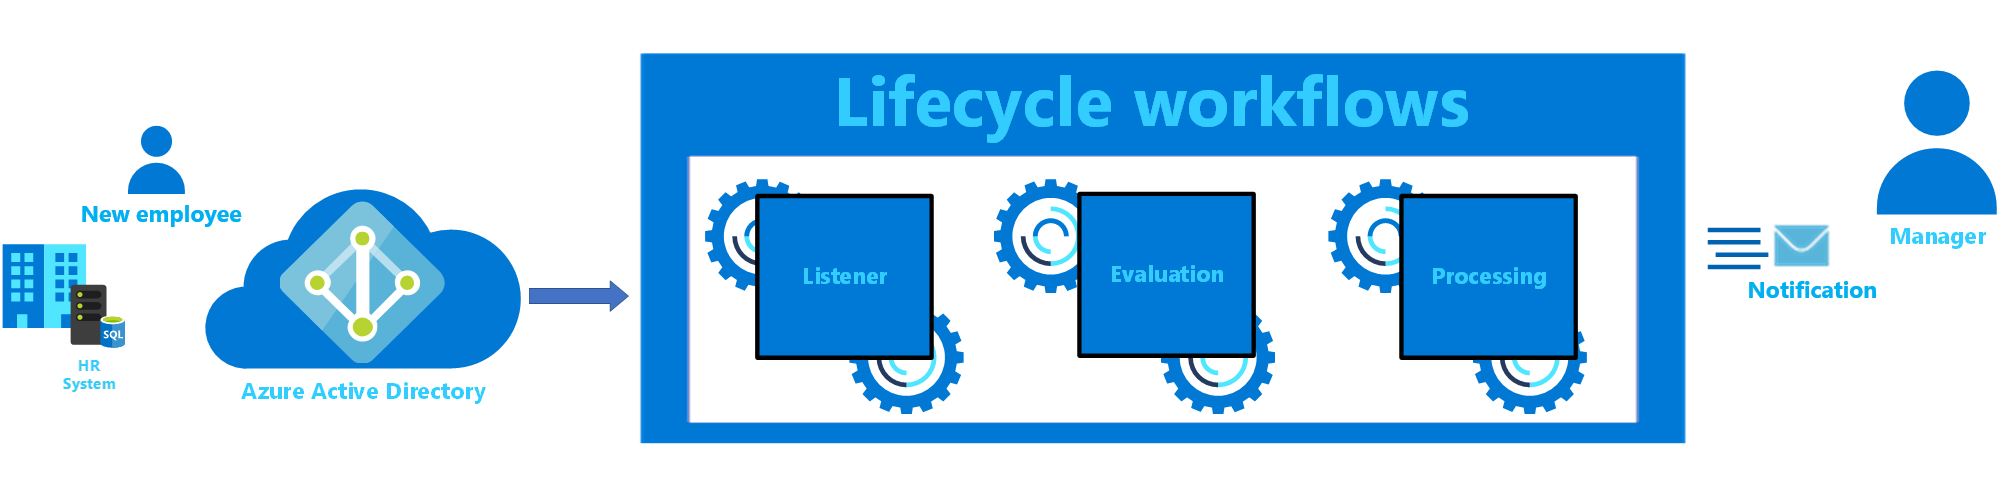 New employee
SQL
HR
System
Azure Active Directory
Lifecycle workflows
Listener
Evaluation
Processing
Notification
Manager